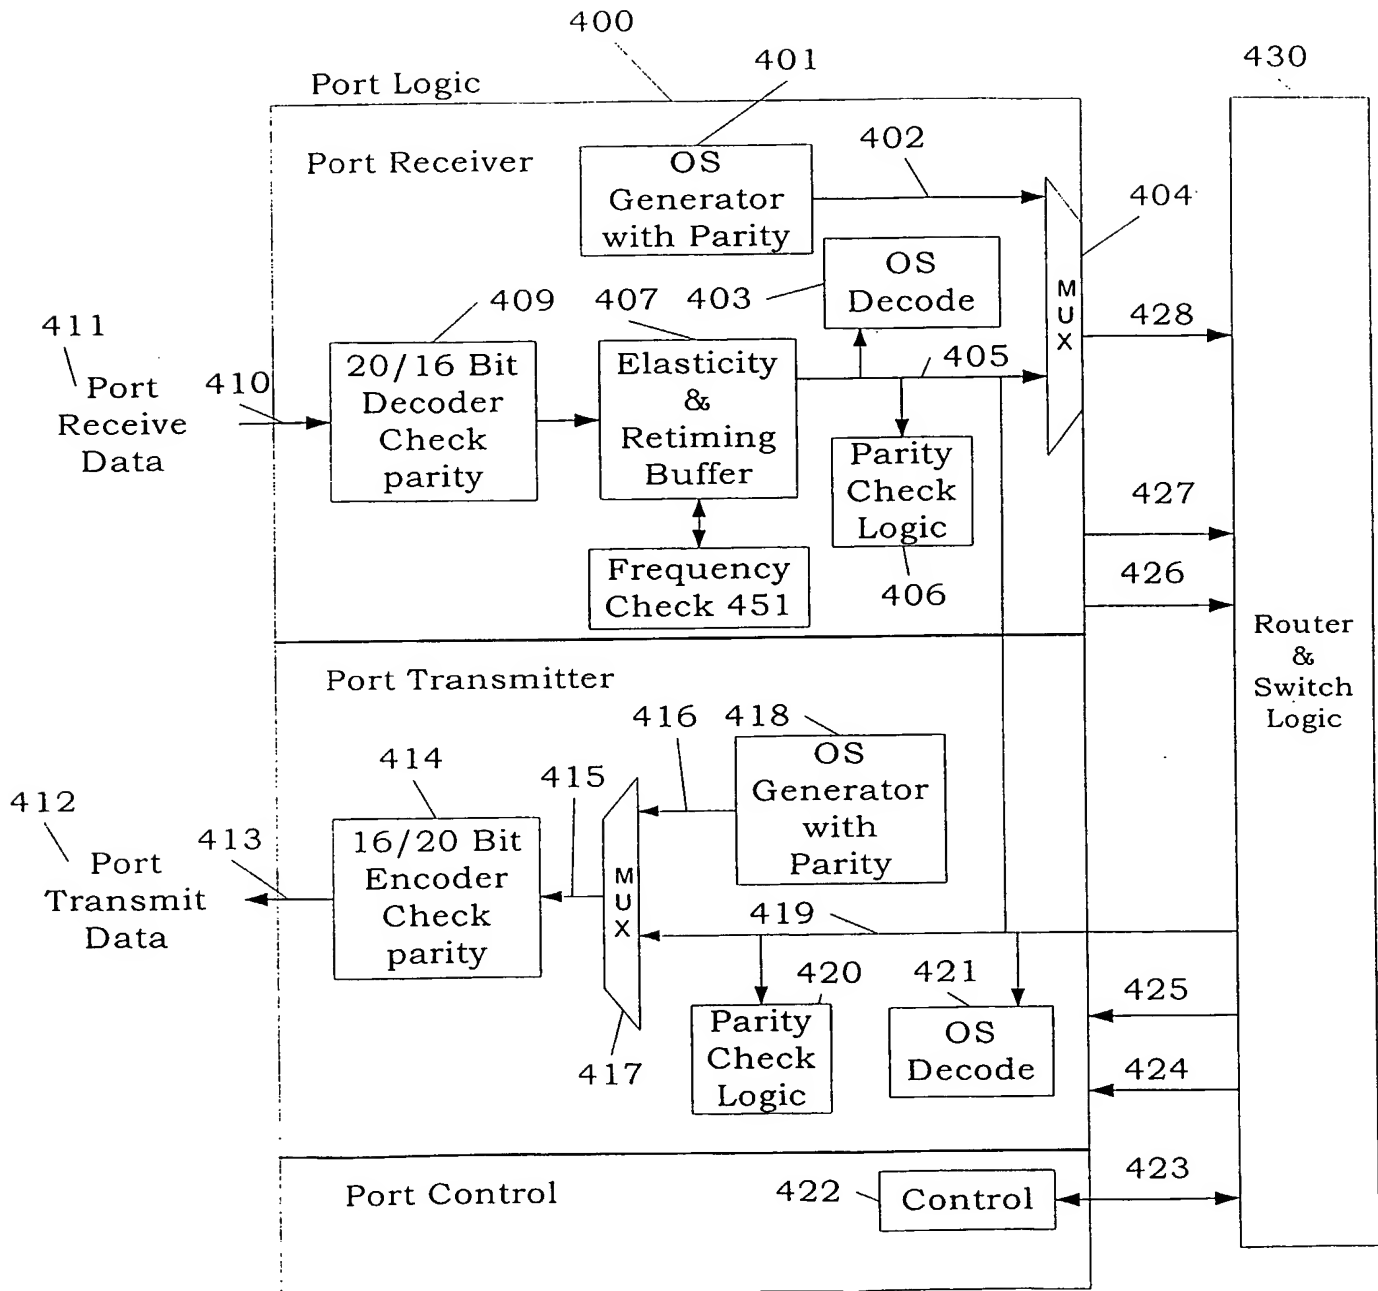 400
401
430
Port Logic
402
Port Receiver
OS
Generator
with Parity
404
OS
Decode
409
407
403
MUX
428
411
20/16 Bit
Decoder
Check
parity
Elasticity
&
Retiming
Buffer
405
Port
Receive
Data
410
Parity
Check
Logic
427
Frequency
Check 451
406
426
Router
&
Switch
Logic
Port Transmitter
416
418
OS
Generator
with
Parity
414
415
412
16/20 Bit
Encoder
Check
parity
MUX
413
Port
Transmit
Data
419
420
421
425
Parity
Check
Logic
OS
Decode
417
424
Port Control
422
Control
423